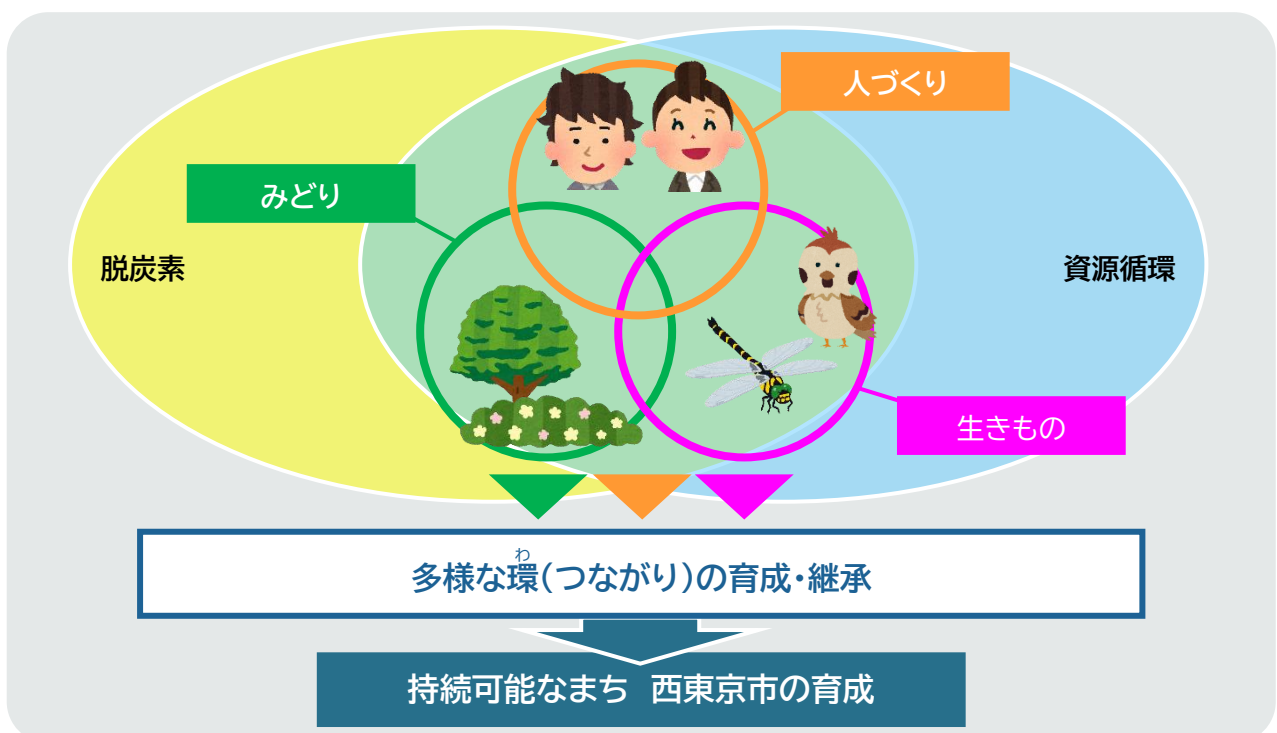 人づくり
みどり
脱炭素
資源循環
生きもの
わ
多様な環(つながり)の育成・継承
持続可能なまち　西東京市の育成